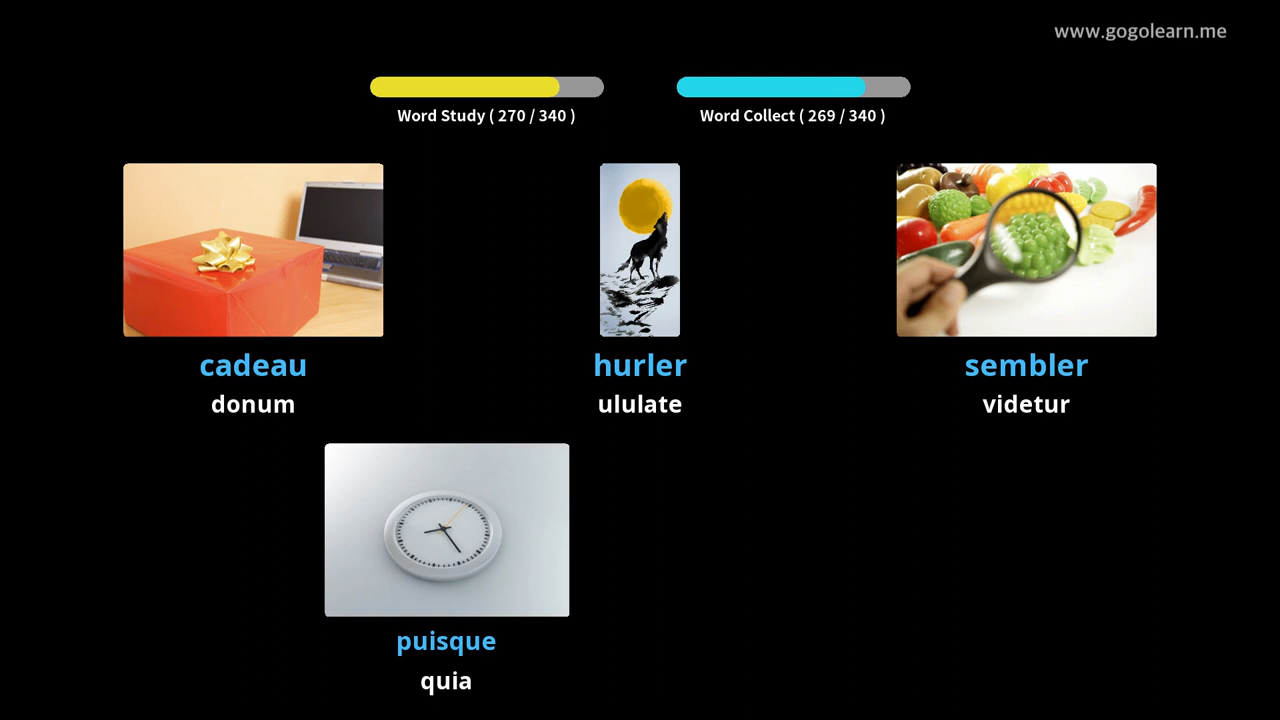 www.gogolearn.me
Word Study ( 270 / 340 )
Word Collect ( 269 / 340 )
cadeau
donum
hurler
ululate
sembler
videtur
puisque
quia